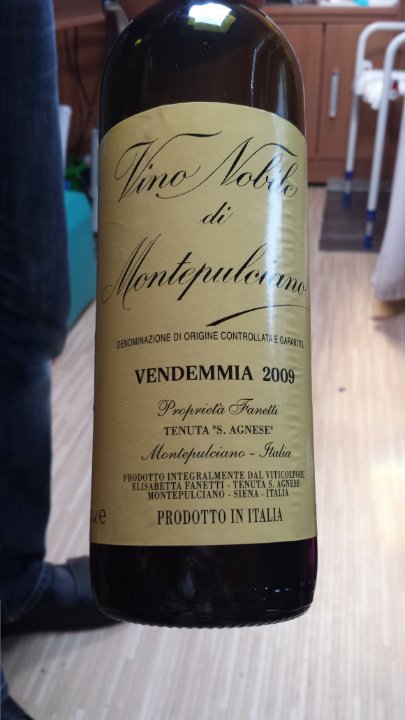 Vino Nobile
di
Montepulciano
DENOMINAZIONE DI ORIGINE CONTROLLATA E GARANTITA
VENDEMMIA 2009
Proprietà Fanetti
TENUTA "S. AGNESE"
Montepulciano - Italia
PRODOTTO INTEGRALMENTE DAL VITICOLTORE
ELISABETTA FANETTI - TENUTA S. AGNESE
MONTEPULCIANO - SIENA - ITALIA
e PRODOTTO IN ITALIA